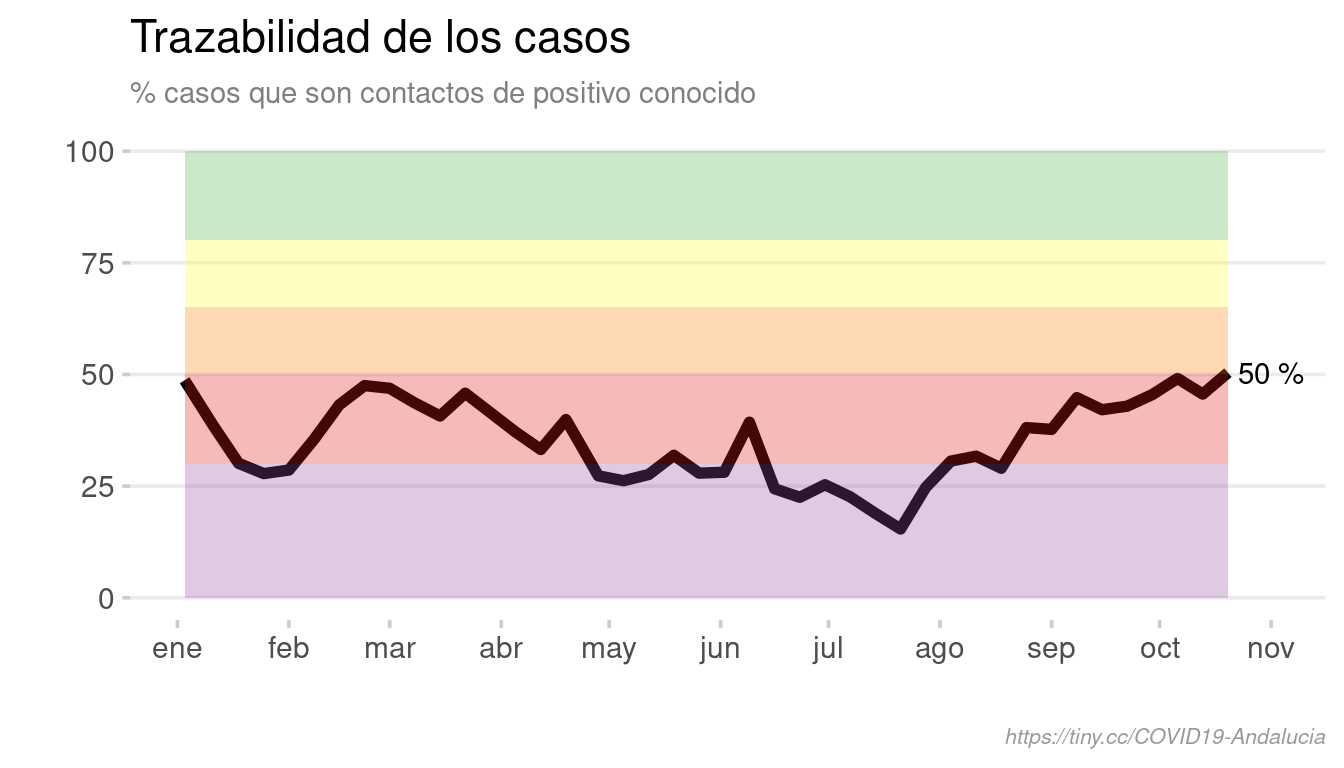 Trazabilidad de los casos
% casos que son contactos de positivo conocido
100
75
50
50 %
25
0
ene feb mar abr may jun jul ago sep oct nov
https://tiny.cc/COVID19-Andalucia